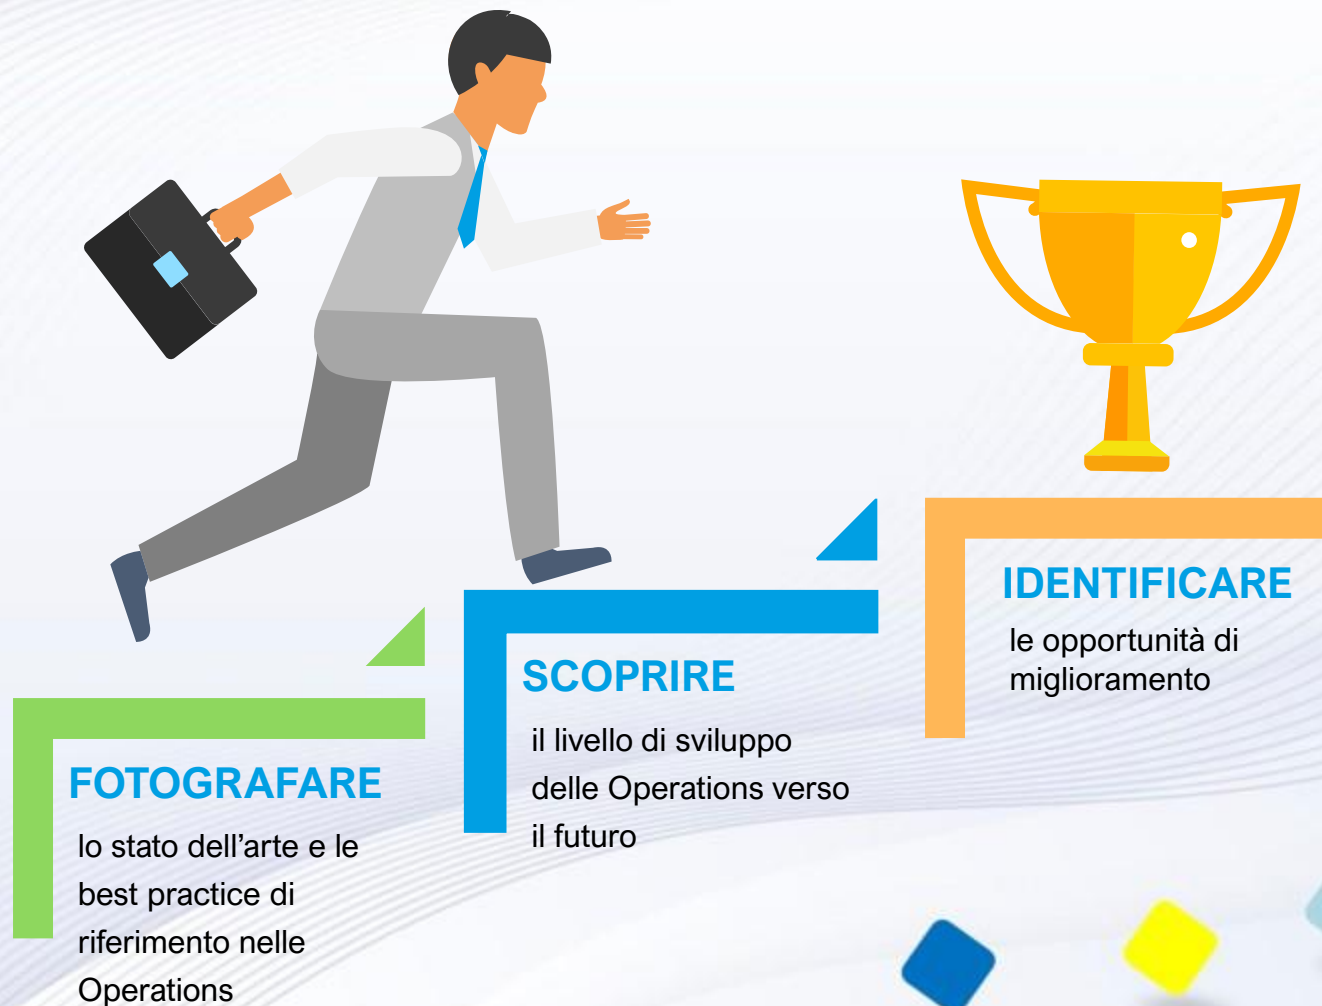 FOTOGRAFARE
lo stato dell’arte e le
best practice di
riferimento nelle
Operations
SCOPRIRE
il livello di sviluppo
delle Operations verso
il futuro
IDENTIFICARE
le opportunità di
miglioramento